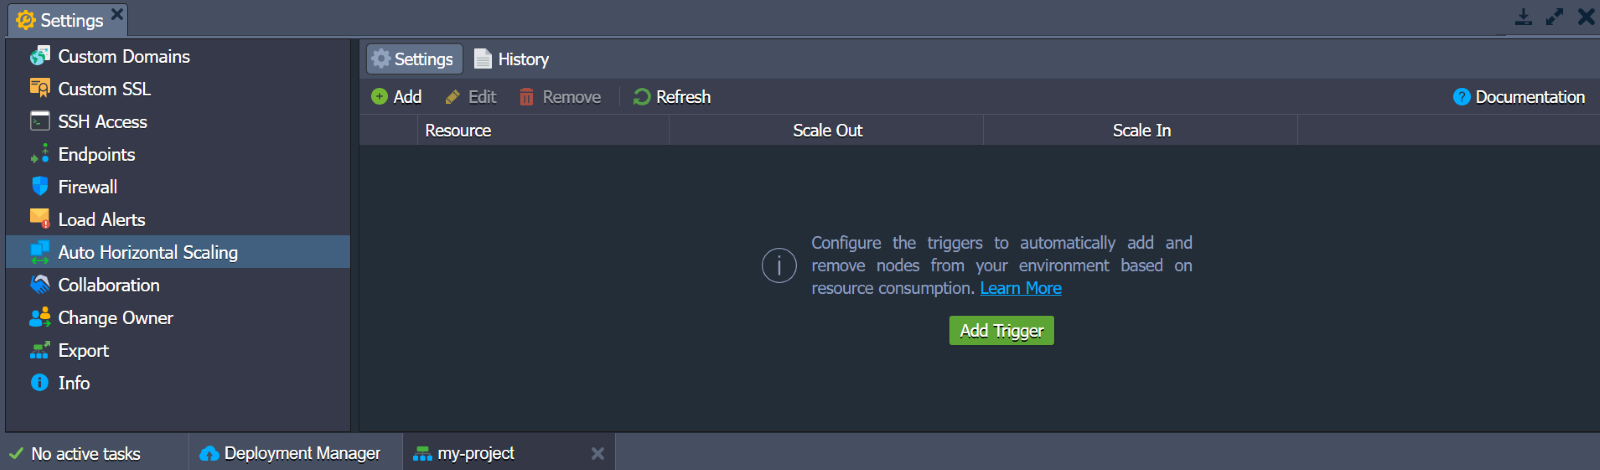 Settings
Custom Domains
Custom SSL
SSH Access
Endpoints
Firewall
Load Alerts
Auto Horizontal Scaling
Collaboration
Change Owner
Export
Info
Settings History
Add Edit Remove Refresh Documentation
Resource Scale Out Scale In
Configure the triggers to automatically add and
remove nodes from your environment based on
resource consumption. Learn More
Add Trigger
No active tasks Deployment Manager my-project